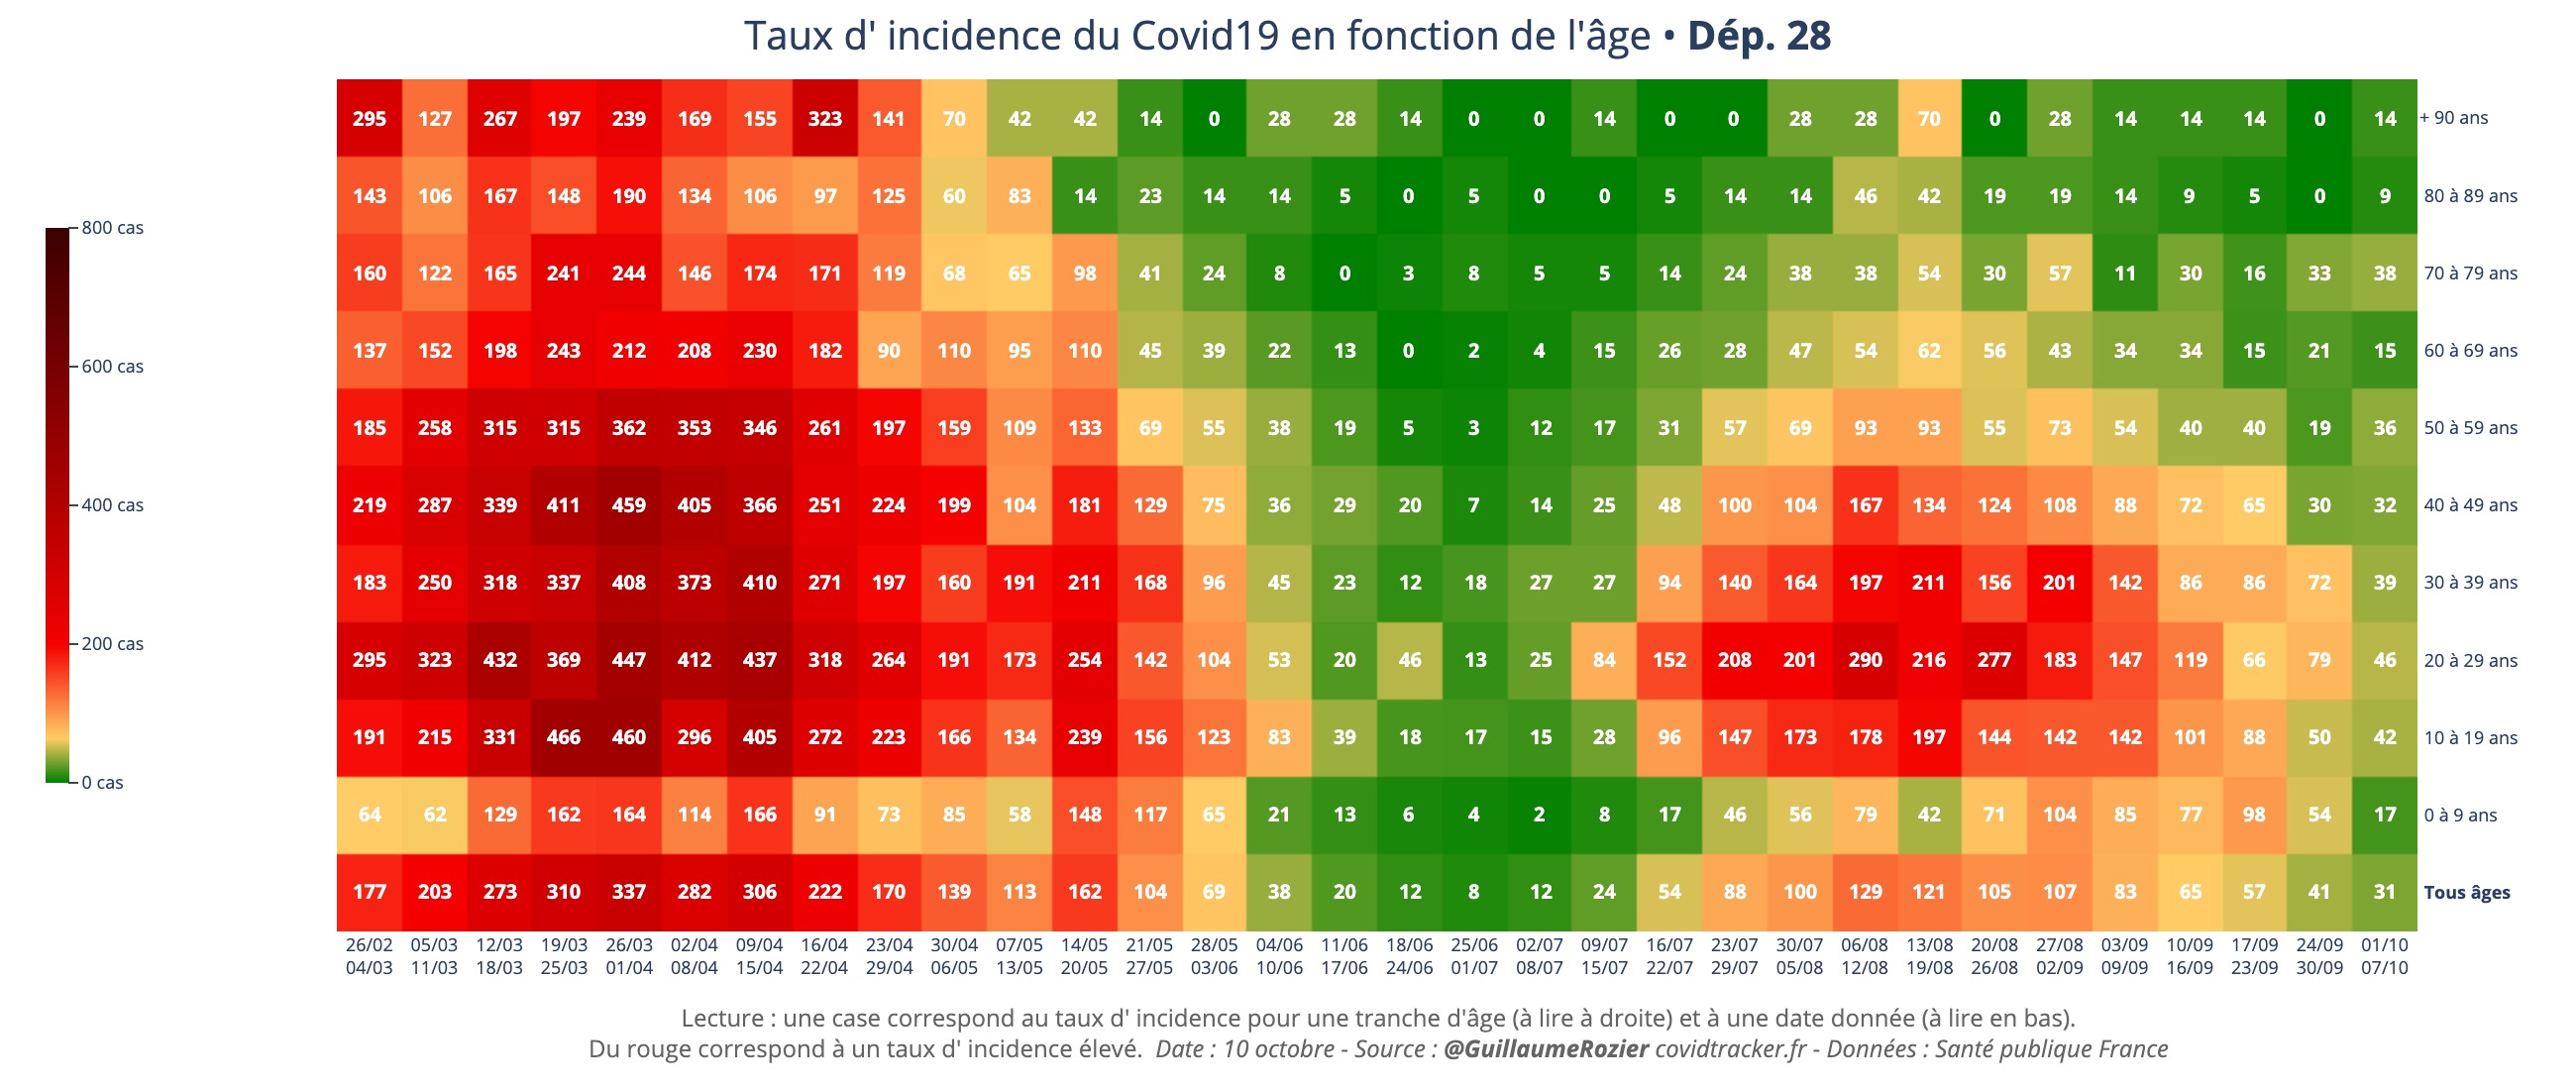 Taux d' incidence du Covid19 en fonction de l'âge • Dép. 28
295 127 267 197 239 169 155 323 141 70 42 42 14 0 28 28 14 0 0 14 0 0 28 28 70 0 28 14 14 14 0 14 + 90 ans
143 106 167 148 190 134 106 97 125 60 83 14 23 14 14 5 0 5 0 0 5 14 14 46 42 19 19 14 9 5 0 9 80 à 89 ans
800 cas
160 122 165 241 244 146 174 171 119 68 65 98 41 24 8 0 3 8 5 5 14 24 38 38 54 30 57 11 30 16 33 38 70 à 79 ans
137 152 198 243 212 208 230 182 90 110 95 110 45 39 22 13 0 2 4 15 26 28 47 54 62 56 43 34 34 15 21 15 60 à 69 ans
600 cas
185 258 315 315 362 353 346 261 197 159 109 133 69 55 38 19 5 3 12 17 31 57 69 93 93 55 73 54 40 40 19 36 50 à 59 ans
400 cas
219 287 339 411 459 405 366 251 224 199 104 181 129 75 36 29 20 7 14 25 48 100 104 167 134 124 108 88 72 65 30 32 40 à 49 ans
183 250 318 337 408 373 410 271 197 160 191 211 168 96 45 23 12 18 27 27 94 140 164 197 211 156 201 142 86 86 72 39 30 à 39 ans
200 cas
295 323 432 369 447 412 437 318 264 191 173 254 142 104 53 20 46 13 25 84 152 208 201 290 216 277 183 147 119 66 79 46 20 à 29 ans
191 215 331 466 460 296 405 272 223 166 134 239 156 123 83 39 18 17 15 28 96 147 173 178 197 144 142 142 101 88 50 42 10 à 19 ans
0 cas
64 62 129 162 164 114 166 91 73 85 58 148 117 65 21 13 6 4 2 8 17 46 56 79 42 71 104 85 77 98 54 17 0 à 9 ans
177 203 273 310 337 282 306 222 170 139 113 162 104 69 38 20 12 8 12 24 54 88 100 129 121 105 107 83 65 57 41 31 Tous âges
26/02 05/03 12/03 19/03 26/03 02/04 09/04 16/04 23/04 30/04 07/05 14/05 21/05 28/05 04/06 11/06 18/06 25/06 02/07 09/07 16/07 23/07 30/07 06/08 13/08 20/08 27/08 03/09 10/09 17/09 24/09 01/10
04/03 11/03 18/03 25/03 01/04 08/04 15/04 22/04 29/04 06/05 13/05 20/05 27/05 03/06 10/06 17/06 24/06 01/07 08/07 15/07 22/07 29/07 05/08 12/08 19/08 26/08 02/09 09/09 16/09 23/09 30/09 07/10
Lecture : une case correspond au taux d' incidence pour une tranche d'âge (à lire à droite) et à une date donnée (à lire en bas).
Du rouge correspond à un taux d' incidence élevé. Date : 10 octobre - Source : @GuillaumeRozier covidtracker.fr - Données : Santé publique France